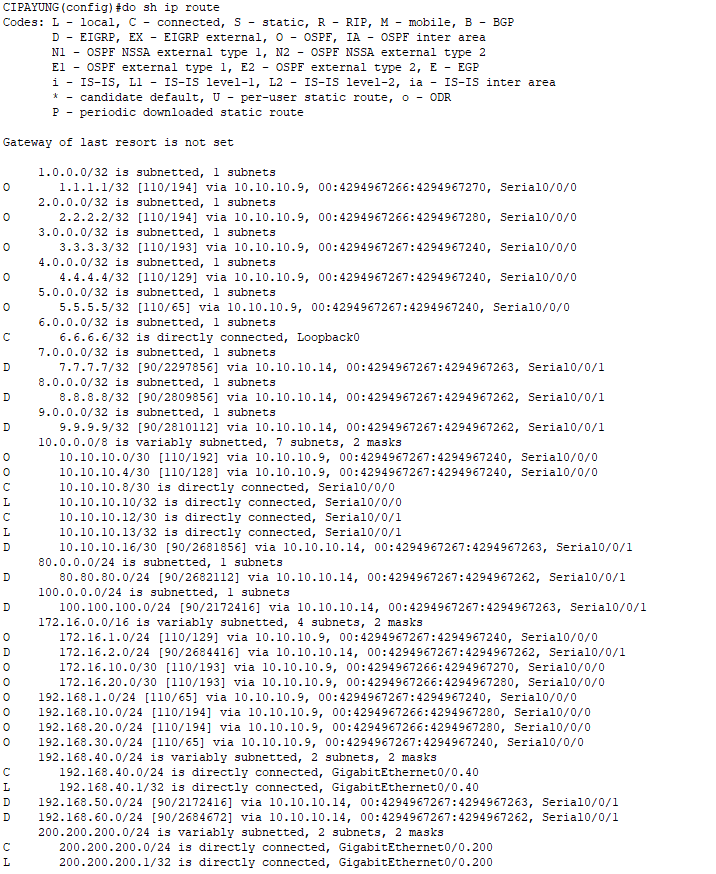 CIPAYUNG(config)#do sh ip route
Codes: L - local, C - connected, S - static, R - RIP, M - mobile, B - BGP
D - EIGRP, EX - EIGRP external, O - OSPF, IA - OSPF inter area
N1 - OSPF NSSA external type 1, N2 - OSPF NSSA external type 2
E1 - OSPF external type 1, E2 - OSPF external type 2, E - EGP
i - IS-IS, L1 - IS-IS level-1, L2 - IS-IS level-2, ia - IS-IS inter area
* - candidate default, U - per-user static route, o - ODR
P - periodic downloaded static route
Gateway of last resort is not set
1.0.0.0/32 is subnetted, 1 subnets
O 1.1.1.1/32 [110/194] via 10.10.10.9, 00:4294967266:4294967270, Serial0/0/0
2.0.0.0/32 is subnetted, 1 subnets
O 2.2.2.2/32 [110/194] via 10.10.10.9, 00:4294967266:4294967280, Serial0/0/0
3.0.0.0/32 is subnetted, 1 subnets
O 3.3.3.3/32 [110/193] via 10.10.10.9, 00:4294967267:4294967240, Serial0/0/0
4.0.0.0/32 is subnetted, 1 subnets
O 4.4.4.4/32 [110/129] via 10.10.10.9, 00:4294967267:4294967240, Serial0/0/0
5.0.0.0/32 is subnetted, 1 subnets
O 5.5.5.5/32 [110/65] via 10.10.10.9, 00:4294967267:4294967240, Serial0/0/0
6.0.0.0/32 is subnetted, 1 subnets
C 6.6.6.6/32 is directly connected, Loopback0
7.0.0.0/32 is subnetted, 1 subnets
D 7.7.7.7/32 [90/2297856] via 10.10.10.14, 00:4294967267:4294967263, Serial0/0/1
8.0.0.0/32 is subnetted, 1 subnets
D 8.8.8.8/32 [90/2809856] via 10.10.10.14, 00:4294967267:4294967262, Serial0/0/1
9.0.0.0/32 is subnetted, 1 subnets
D 9.9.9.9/32 [90/2810112] via 10.10.10.14, 00:4294967267:4294967262, Serial0/0/1
10.0.0.0/8 is variably subnetted, 7 subnets, 2 masks
O 10.10.10.0/30 [110/192] via 10.10.10.9, 00:4294967267:4294967240, Serial0/0/0
O 10.10.10.4/30 [110/128] via 10.10.10.9, 00:4294967267:4294967240, Serial0/0/0
C 10.10.10.8/30 is directly connected, Serial0/0/0
L 10.10.10.10/32 is directly connected, Serial0/0/0
C 10.10.10.12/30 is directly connected, Serial0/0/1
L 10.10.10.13/32 is directly connected, Serial0/0/1
D 10.10.10.16/30 [90/2681856] via 10.10.10.14, 00:4294967267:4294967263, Serial0/0/1
80.0.0.0/24 is subnetted, 1 subnets
D 80.80.80.0/24 [90/2682112] via 10.10.10.14, 00:4294967267:4294967262, Serial0/0/1
100.0.0.0/24 is subnetted, 1 subnets
D 100.100.100.0/24 [90/2172416] via 10.10.10.14, 00:4294967267:4294967263, Serial0/0/1
172.16.0.0/16 is variably subnetted, 4 subnets, 2 masks
O 172.16.1.0/24 [110/129] via 10.10.10.9, 00:4294967267:4294967240, Serial0/0/0
D 172.16.2.0/24 [90/2684416] via 10.10.10.14, 00:4294967267:4294967262, Serial0/0/1
O 172.16.10.0/30 [110/193] via 10.10.10.9, 00:4294967266:4294967270, Serial0/0/0
O 172.16.20.0/30 [110/193] via 10.10.10.9, 00:4294967266:4294967280, Serial0/0/0
O 192.168.1.0/24 [110/65] via 10.10.10.9, 00:4294967267:4294967240, Serial0/0/0
O 192.168.10.0/24 [110/194] via 10.10.10.9, 00:4294967266:4294967280, Serial0/0/0
O 192.168.20.0/24 [110/194] via 10.10.10.9, 00:4294967266:4294967280, Serial0/0/0
O 192.168.30.0/24 [110/65] via 10.10.10.9, 00:4294967267:4294967240, Serial0/0/0
192.168.40.0/24 is variably subnetted, 2 subnets, 2 masks
C 192.168.40.0/24 is directly connected, GigabitEthernet0/0.40
L 192.168.40.1/32 is directly connected, GigabitEthernet0/0.40
D 192.168.50.0/24 [90/2172416] via 10.10.10.14, 00:4294967267:4294967263, Serial0/0/1
D 192.168.60.0/24 [90/2684672] via 10.10.10.14, 00:4294967267:4294967262, Serial0/0/1
200.200.200.0/24 is variably subnetted, 2 subnets, 2 masks
C 200.200.200.0/24 is directly connected, GigabitEthernet0/0.200
L 200.200.200.1/32 is directly connected, GigabitEthernet0/0.200